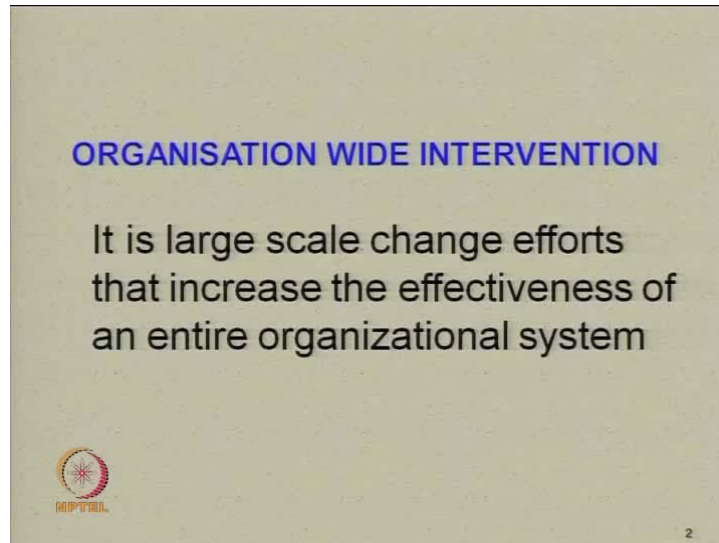 ORGANISATION WIDE INTERVENTION
It is large scale change efforts
that increase the effectiveness of
an entire organizational system
NPTEL
2